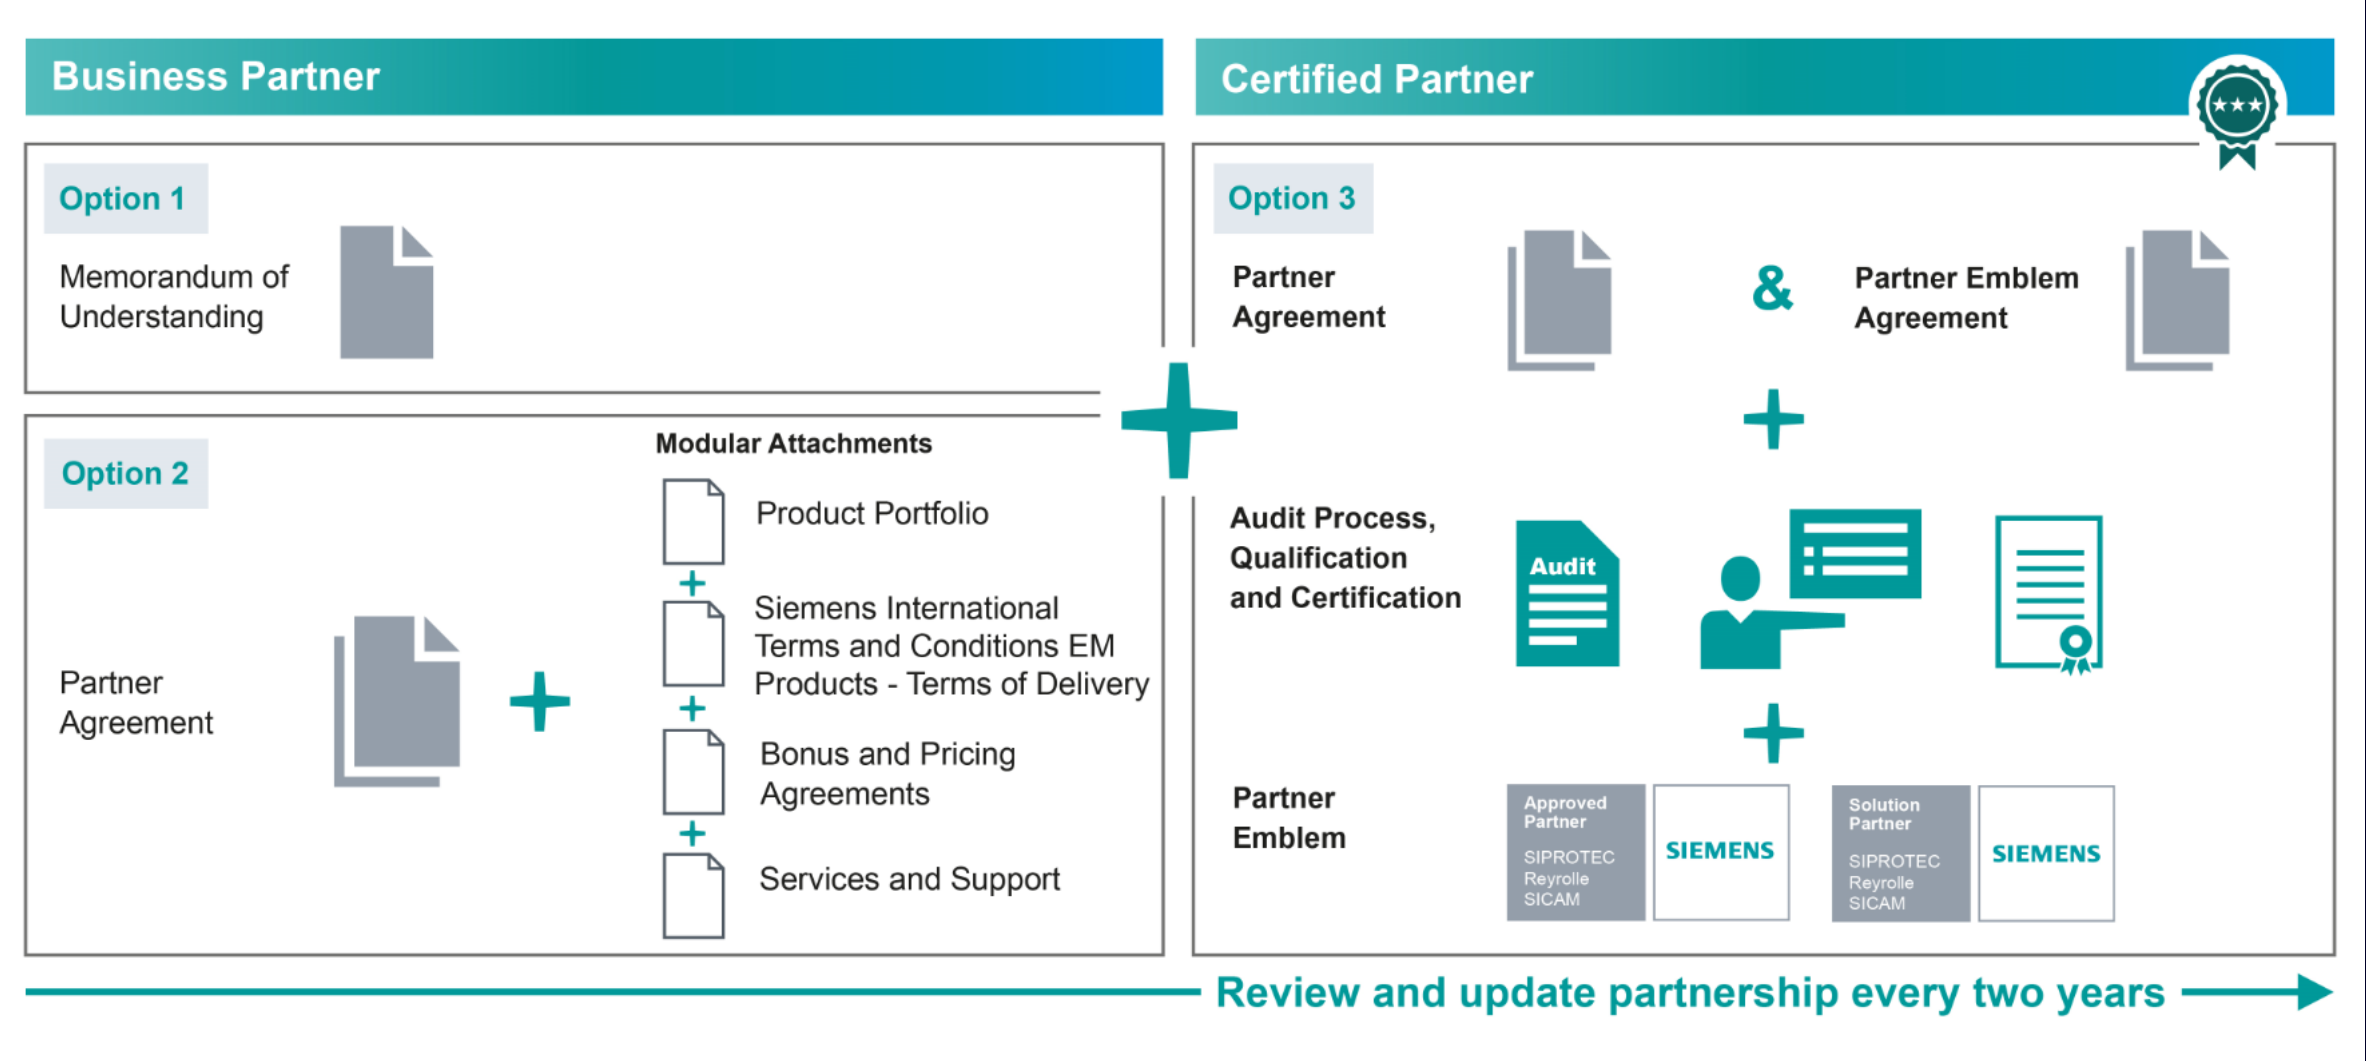 Business Partner
Option 1
Memorandum of
Understanding
Option 2
Partner
Agreement
Modular Attachments
Product Portfolio
Siemens International
Terms and Conditions EM
Products - Terms of Delivery
Bonus and Pricing
Agreements
Services and Support
Certified Partner
Option 3
Partner
Agreement
&
Partner Emblem
Agreement
Audit Process,
Qualification
and Certification
Audit
Partner
Emblem
Approved
Partner
SIPROTEC
Reyrolle
SICAM
SIEMENS
Solution
Partner
SIPROTEC
Reyrolle
SICAM
SIEMENS
Review and update partnership every two years